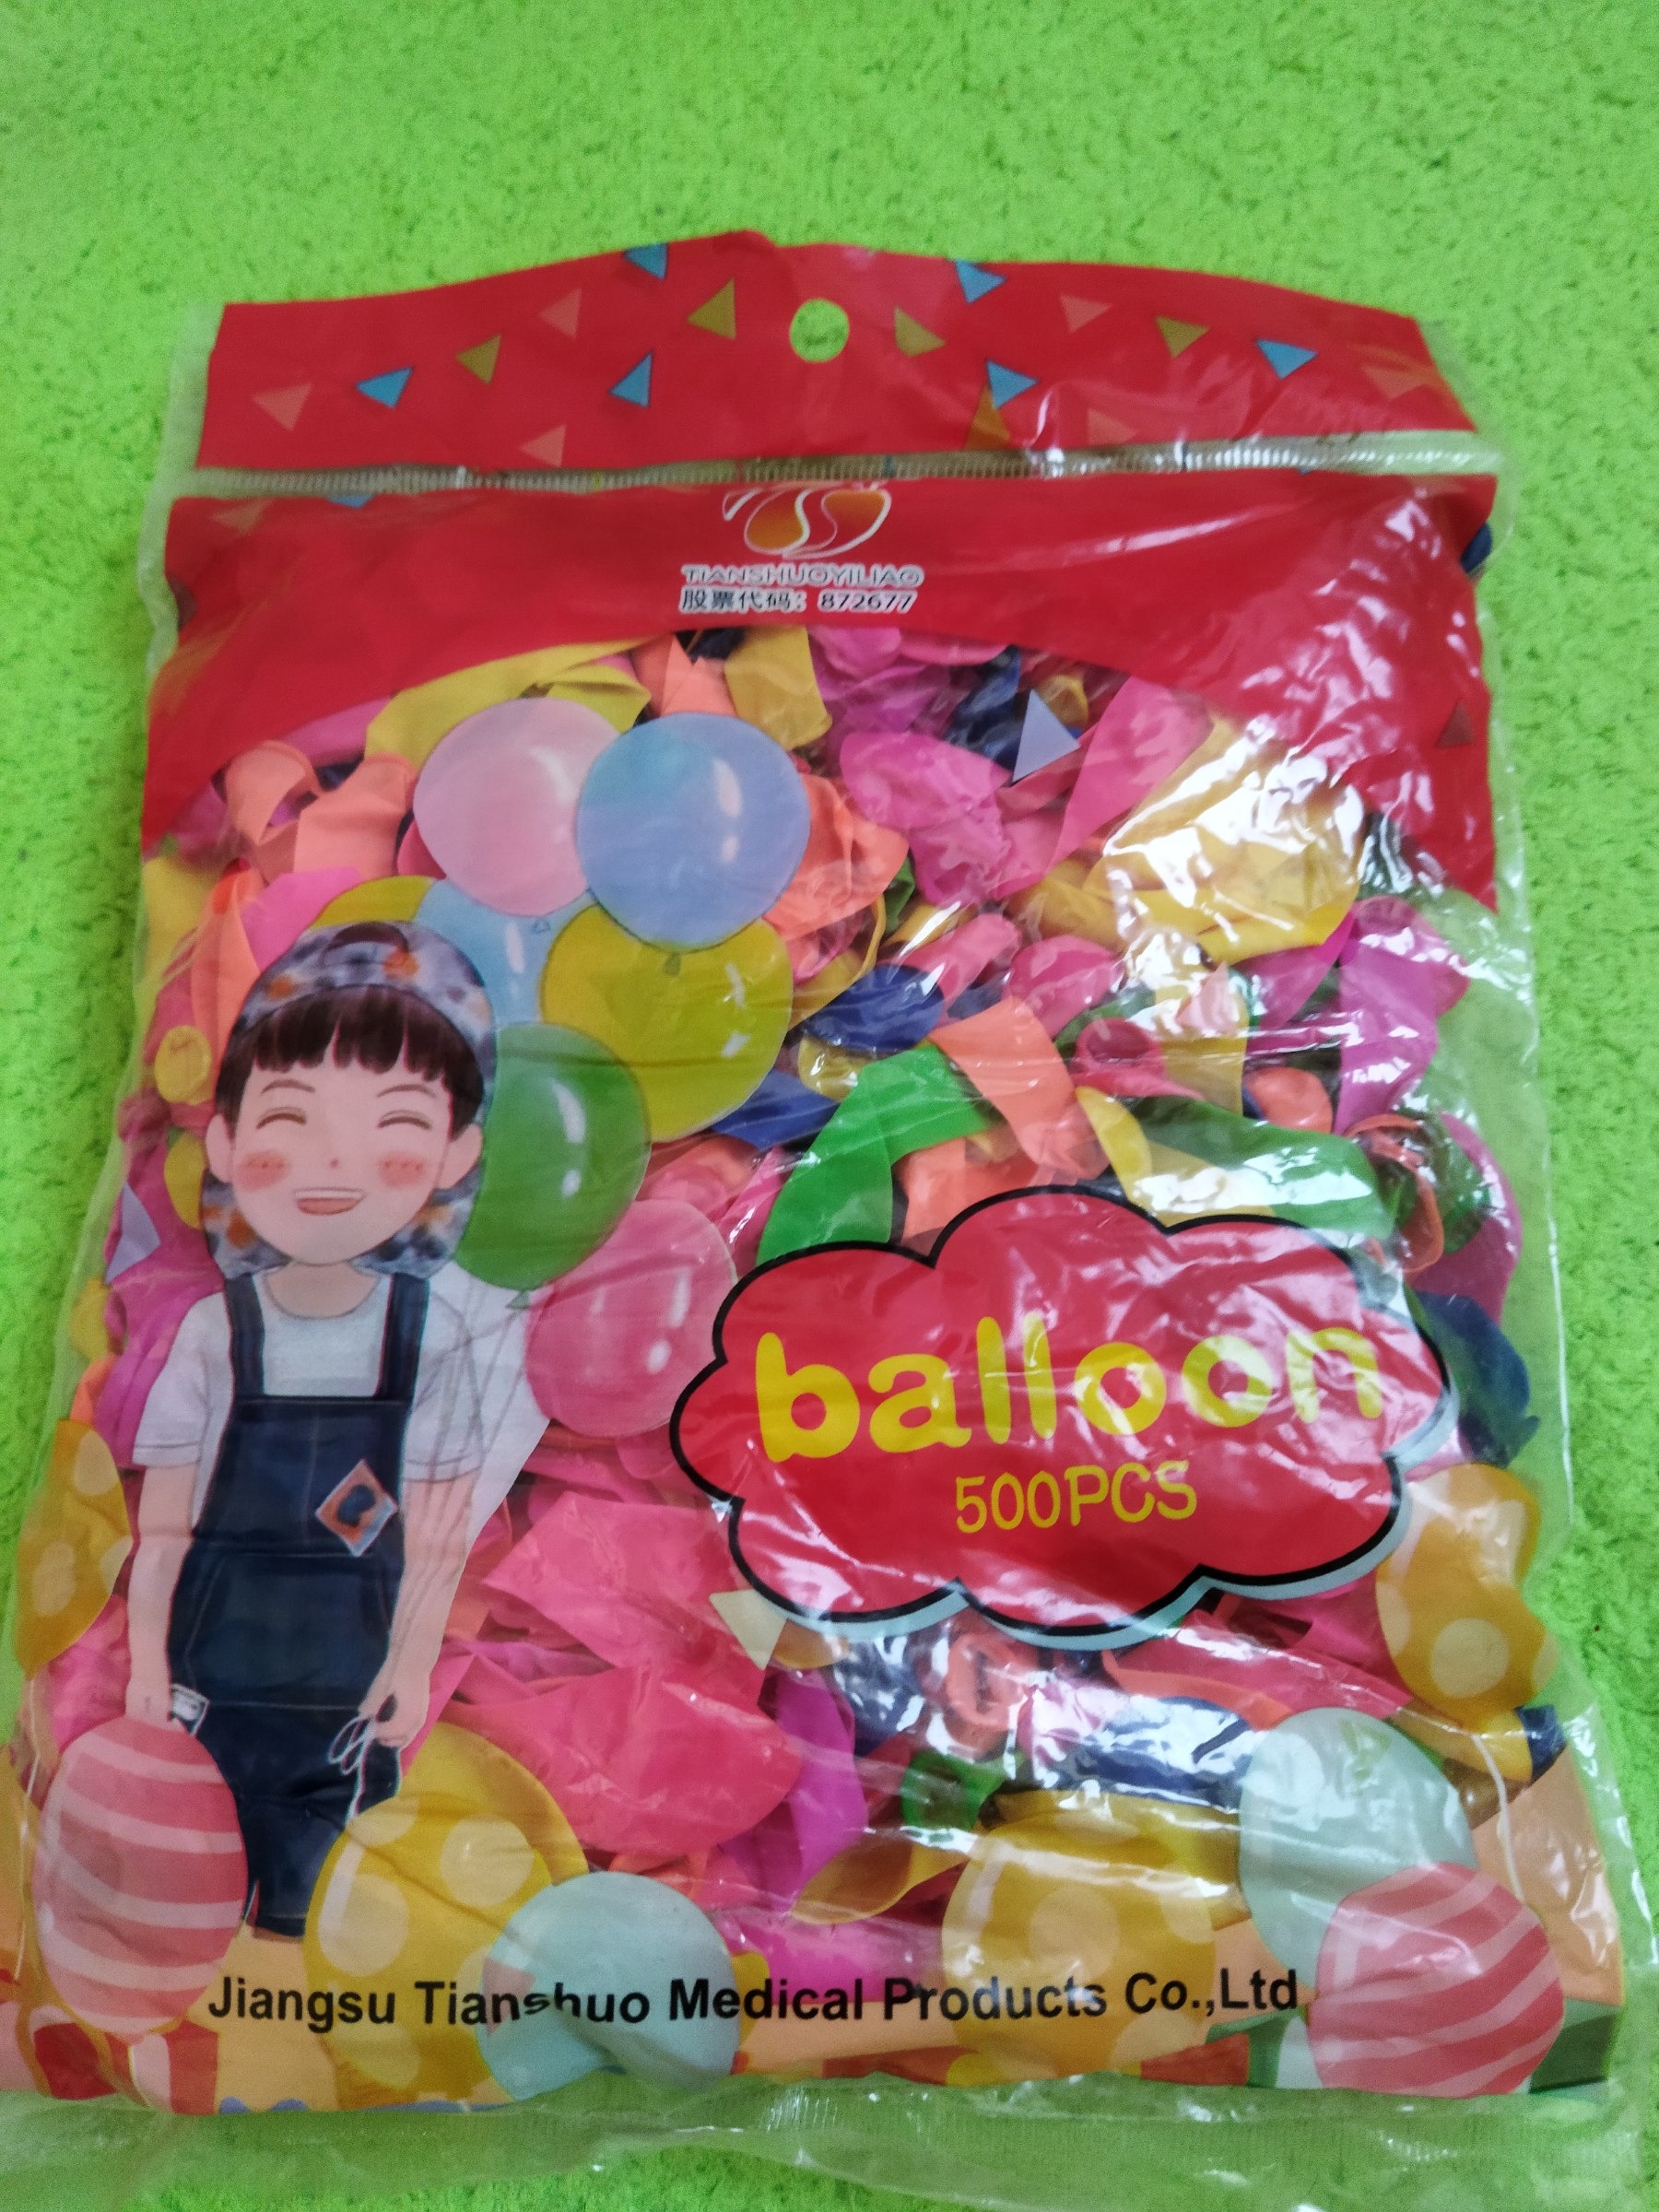 TIANSHUOYILIAO
股票代码：872677
balloon
500PCS
Jiangsu Tianshuo Medical Products Co.,Ltd